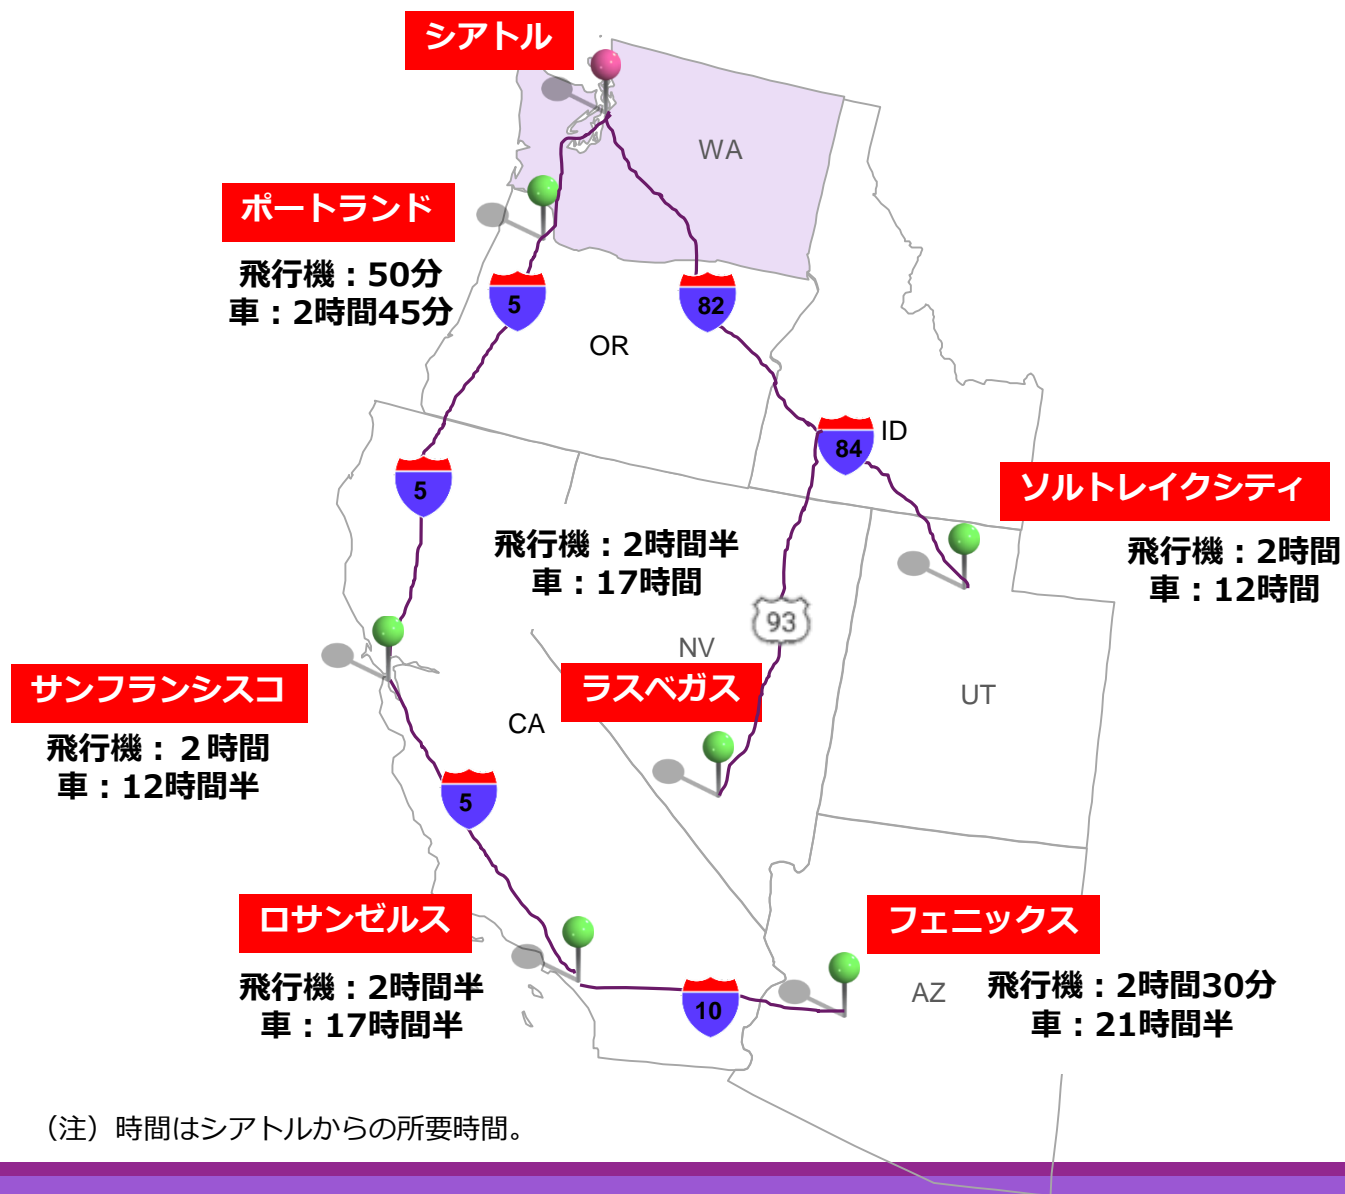 シアトル
WA
ポートランド
飛行機：50分
車：2時間45分
5
82
OR
5
84
ID
ソルトレイクシティ
飛行機：2時間
車：12時間
飛行機：2時間半
車：17時間
93
NV
ラスベガス
サンフランシスコ
飛行機：２時間
車：12時間半
CA
UT
5
ロサンゼルス
飛行機：2時間半
車：17時間半
10
フェニックス
AZ
飛行機：2時間30分
車：21時間半
（注）時間はシアトルからの所要時間。